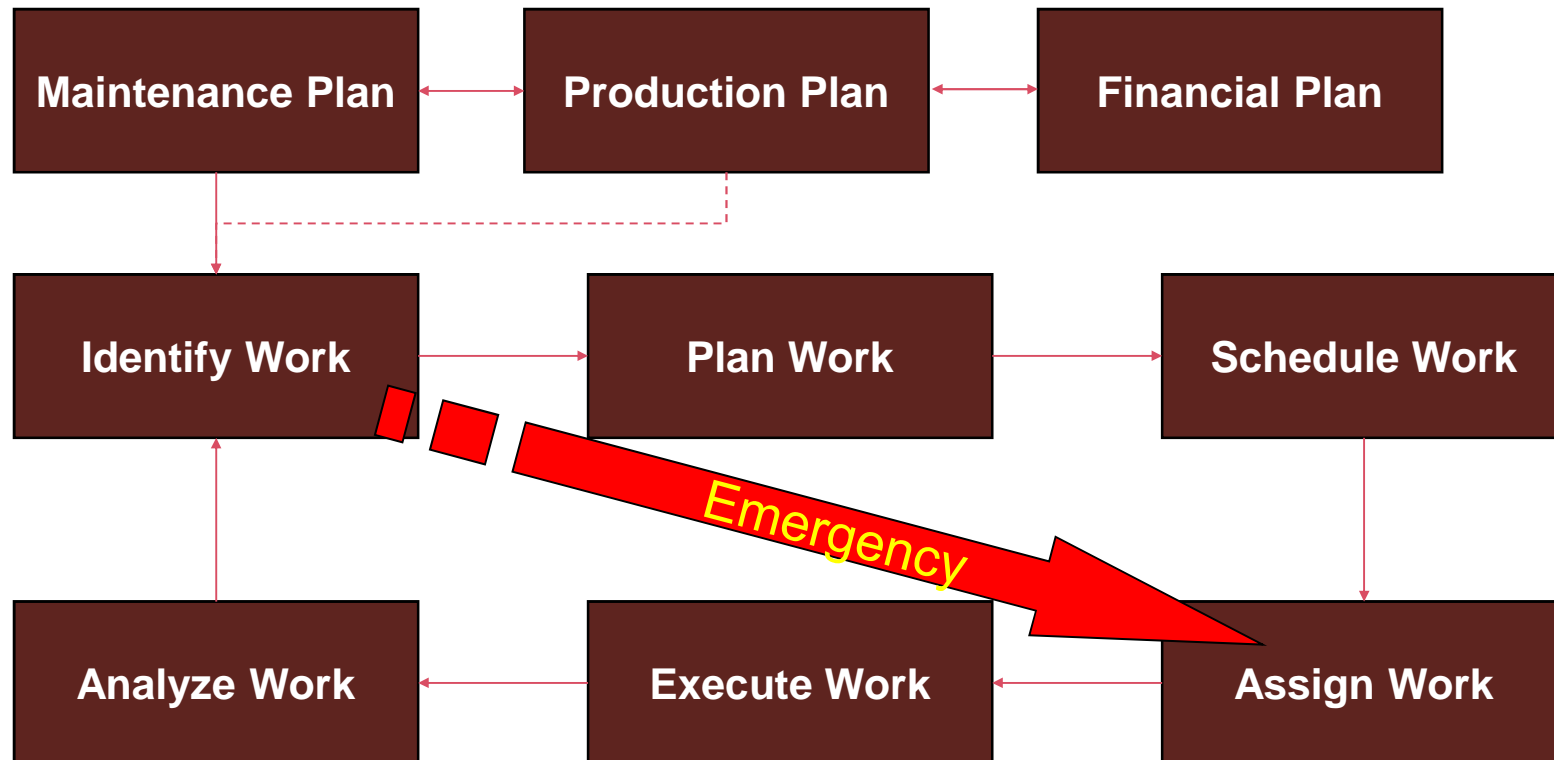 Maintenance Plan
Production Plan
Financial Plan
Identify Work
Plan Work
Schedule Work
Emergency
Analyze Work
Execute Work
Assign Work